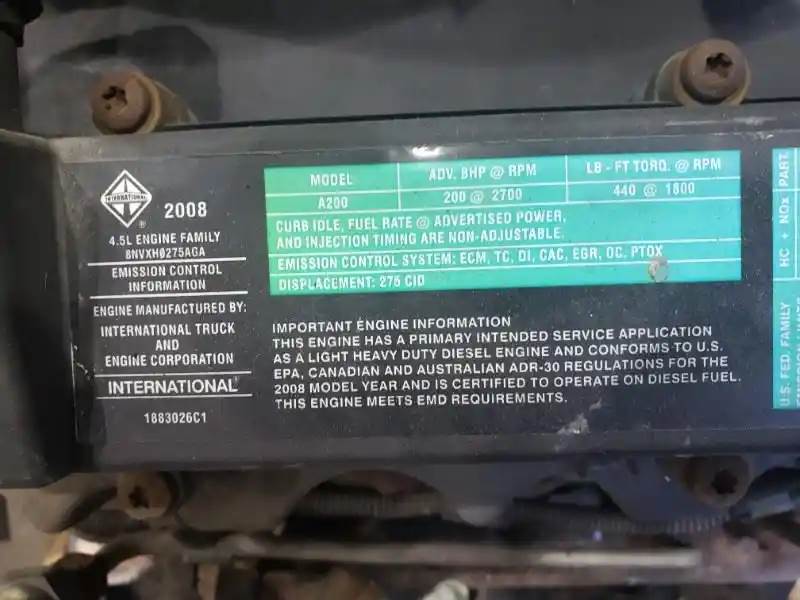 INTERNATIONAL
® 2008
4.5L ENGINE FAMILY
8NVXH0275AGA
EMISSION CONTROL
INFORMATION
ENGINE MANUFACTURED BY:
INTERNATIONAL TRUCK
AND
ENGINE CORPORATION
INTERNATIONAL®
1883026C1
MODEL ADV. BHP @ RPM LB - FT TORQ. @ RPM
A200 200 @ 2700 440 @ 1800
CURB IDLE, FUEL RATE @ ADVERTISED POWER,
AND INJECTION TIMING ARE NON-ADJUSTABLE.
EMISSION CONTROL SYSTEM: ECM, TC, DI, CAC, EGR, OC, PTOX
DISPLACEMENT: 275 CID
IMPORTANT ENGINE INFORMATION
THIS ENGINE HAS A PRIMARY INTENDED SERVICE APPLICATION
AS A LIGHT HEAVY DUTY DIESEL ENGINE AND CONFORMS TO U.S.
EPA, CANADIAN AND AUSTRALIAN ADR-30 REGULATIONS FOR THE
2008 MODEL YEAR AND IS CERTIFIED TO OPERATE ON DIESEL FUEL.
THIS ENGINE MEETS EMD REQUIREMENTS.
HC + NOx PART.
U.S. FED. FAMILY